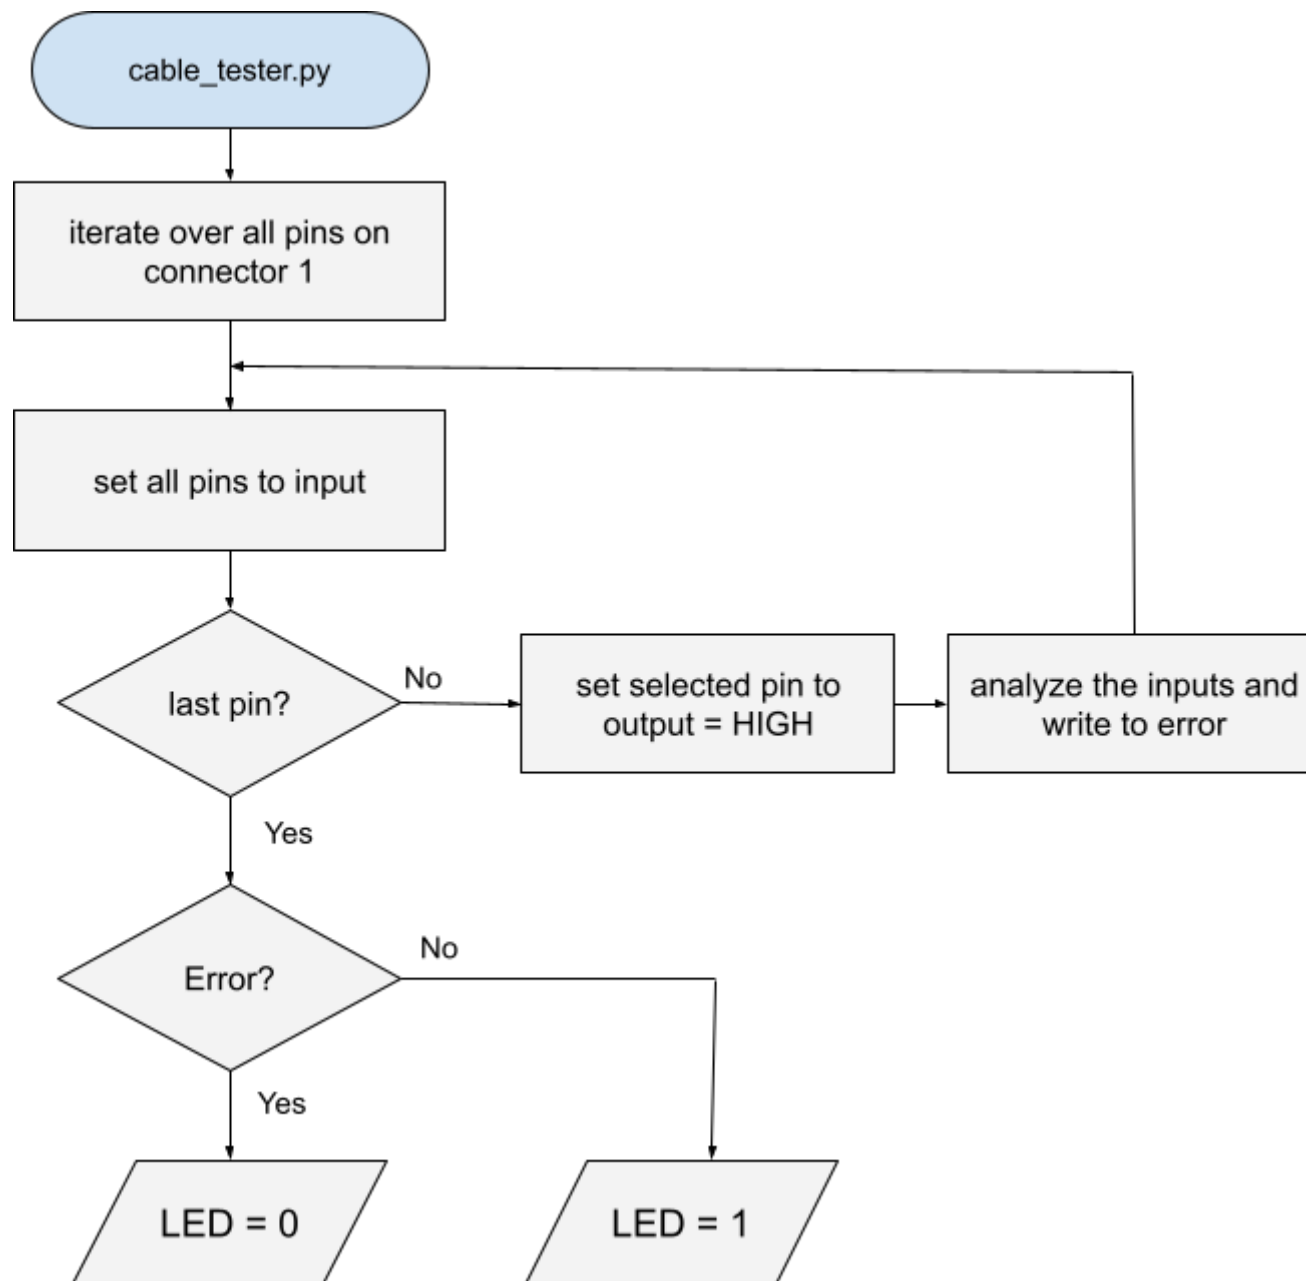 cable_tester.py
iterate over all pins on
connector 1
set all pins to input
last pin?
No
set selected pin to
output = HIGH
analyze the inputs and
write to error
Yes
Error?
No
Yes
LED = 0
LED = 1